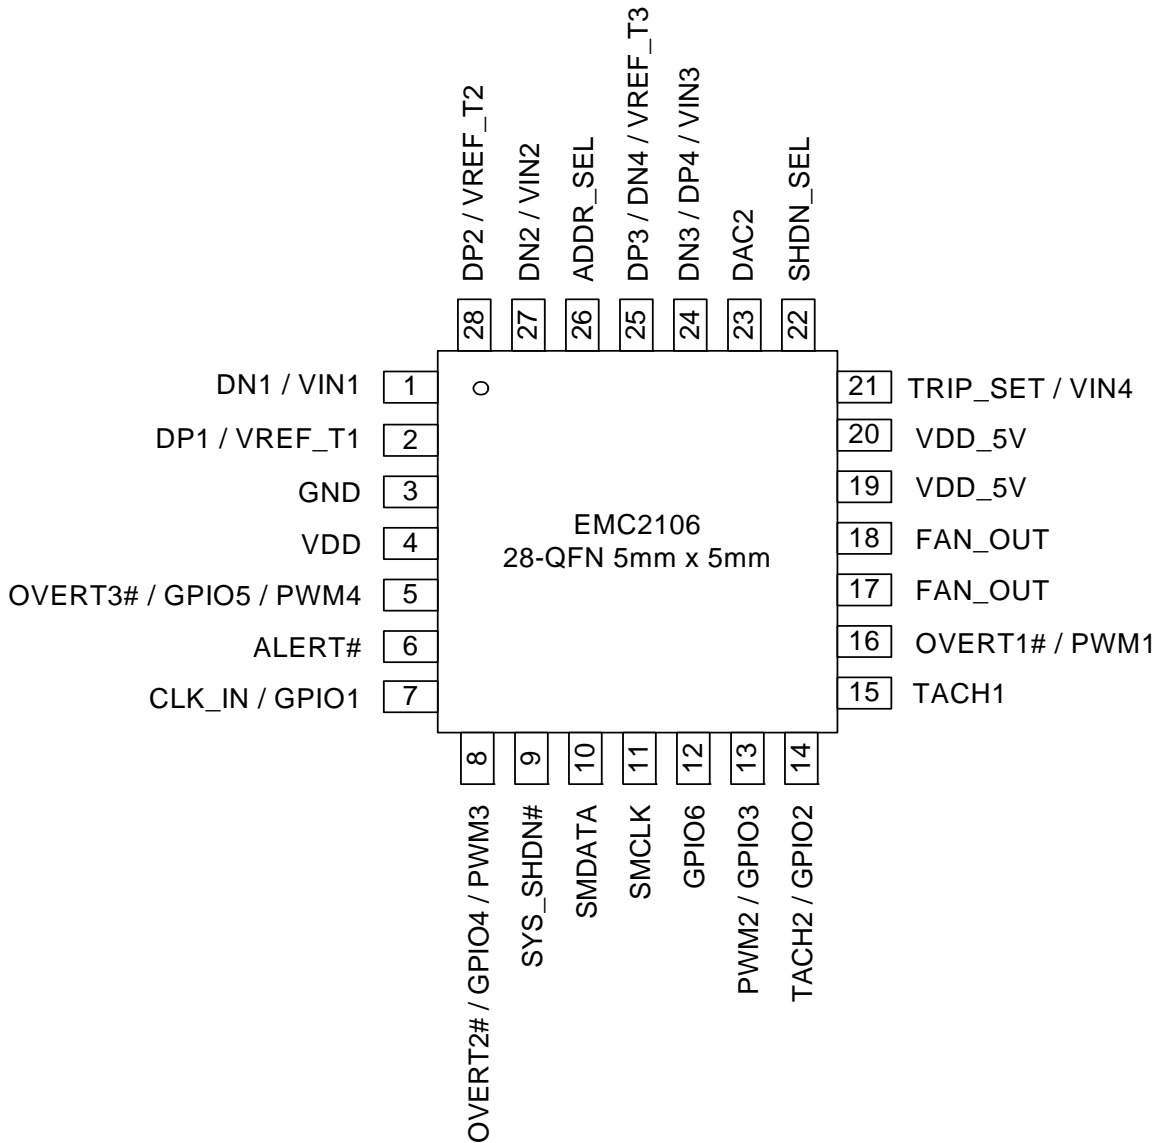 DP2 / VREF_T2
DN2 / VIN2
ADDR_SEL
DP3 / DN4 / VREF_T3
DN3 / DP4 / VIN3
DAC2
SHDN_SEL
28
27
26
25
24
23
22
DN1 / VIN1
1
DP1 / VREF_T1
2
GND
3
VDD
4
OVERT3# / GPIO5 / PWM4
5
ALERT#
6
CLK_IN / GPIO1
7
EMC2106
28-QFN 5mm x 5mm
21
TRIP_SET / VIN4
20
VDD_5V
19
VDD_5V
18
FAN_OUT
17
FAN_OUT
16
OVERT1# / PWM1
15
TACH1
8
9
10
11
12
13
14
OVERT2# / GPIO4 / PWM3
SYS_SHDN#
SMDATA
SMCLK
GPIO6
PWM2 / GPIO3
TACH2 / GPIO2